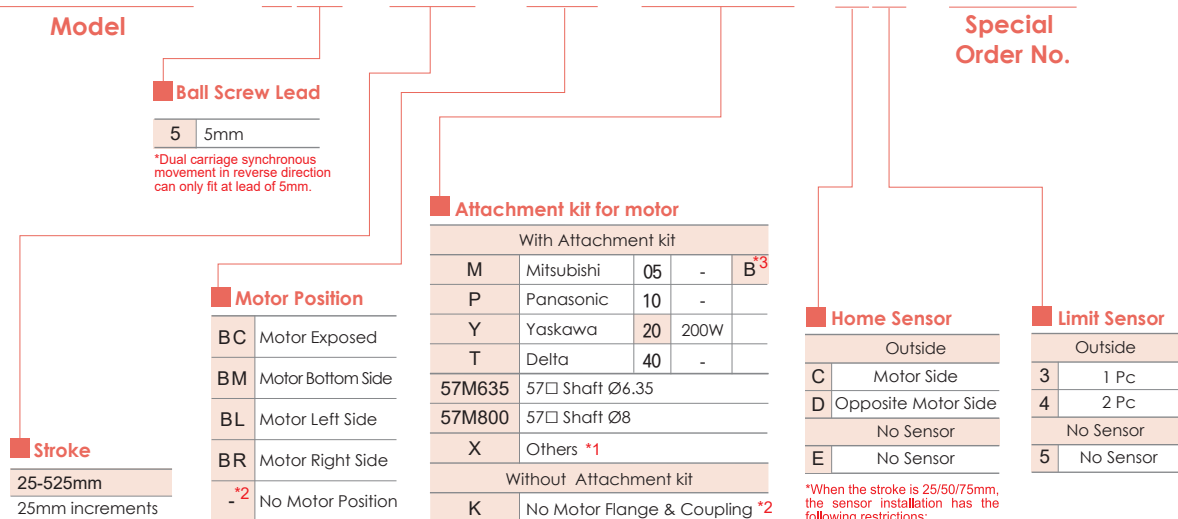 Model
Special
Order No.
Ball Screw Lead
5 5mm
*Dual carriage synchronous
movement in reverse direction
can only fit at lead of 5mm.
Attachment kit for motor
With Attachment kit
M Mitsubishi 05 - B*3
P Panasonic 10 -
Y Yaskawa 20 200W
T Delta 40 -
57M635 57□ Shaft Ø6.35
57M800 57□ Shaft Ø8
X Others *1
Without Attachment kit
K No Motor Flange & Coupling *2
Motor Position
BC Motor Exposed
BM Motor Bottom Side
BL Motor Left Side
BR Motor Right Side
-*2 No Motor Position
Stroke
25-525mm
25mm increments
Home Sensor
Outside
C Motor Side
D Opposite Motor Side
No Sensor
E No Sensor
*When the stroke is 25/50/75mm,
the sensor installation has the
following restrictions:
Limit Sensor
Outside
3 1 Pc
4 2 Pc
No Sensor
5 No Sensor